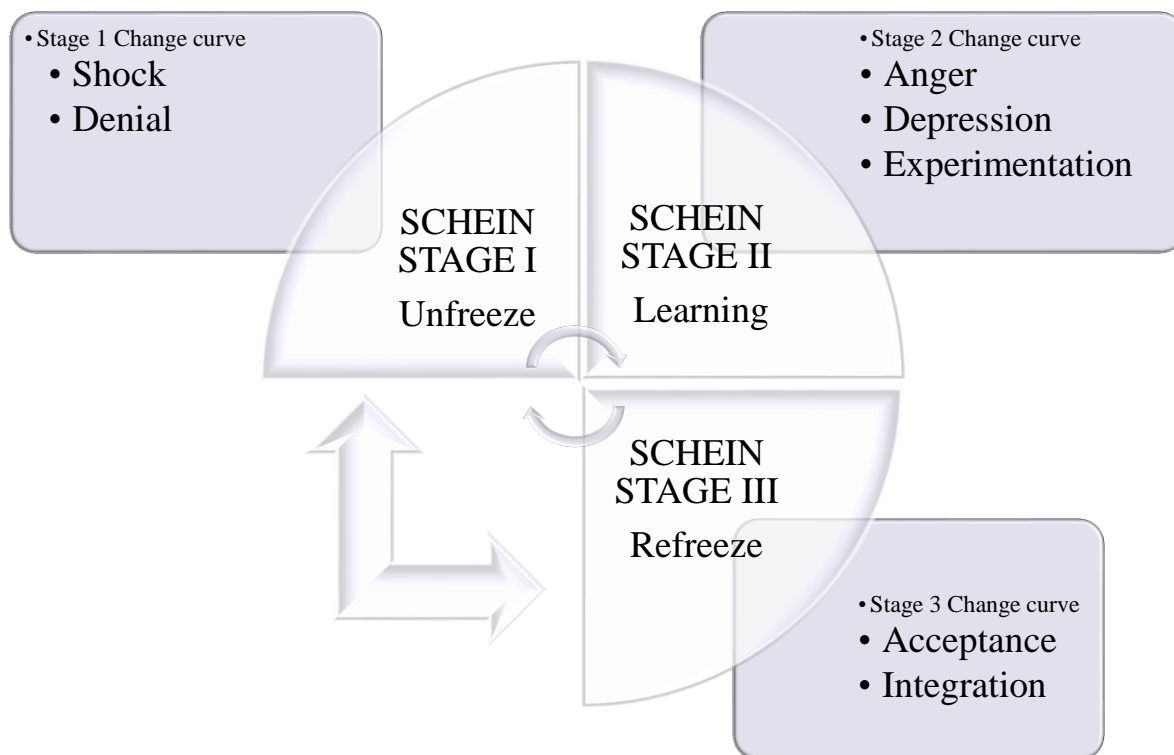 • Stage 1 Change curve
• Shock
• Denial
• Stage 2 Change curve
• Anger
• Depression
• Experimentation
SCHEIN
STAGE I
Unfreeze
SCHEIN
STAGE II
Learning
SCHEIN
STAGE III
Refreeze
• Stage 3 Change curve
• Acceptance
• Integration